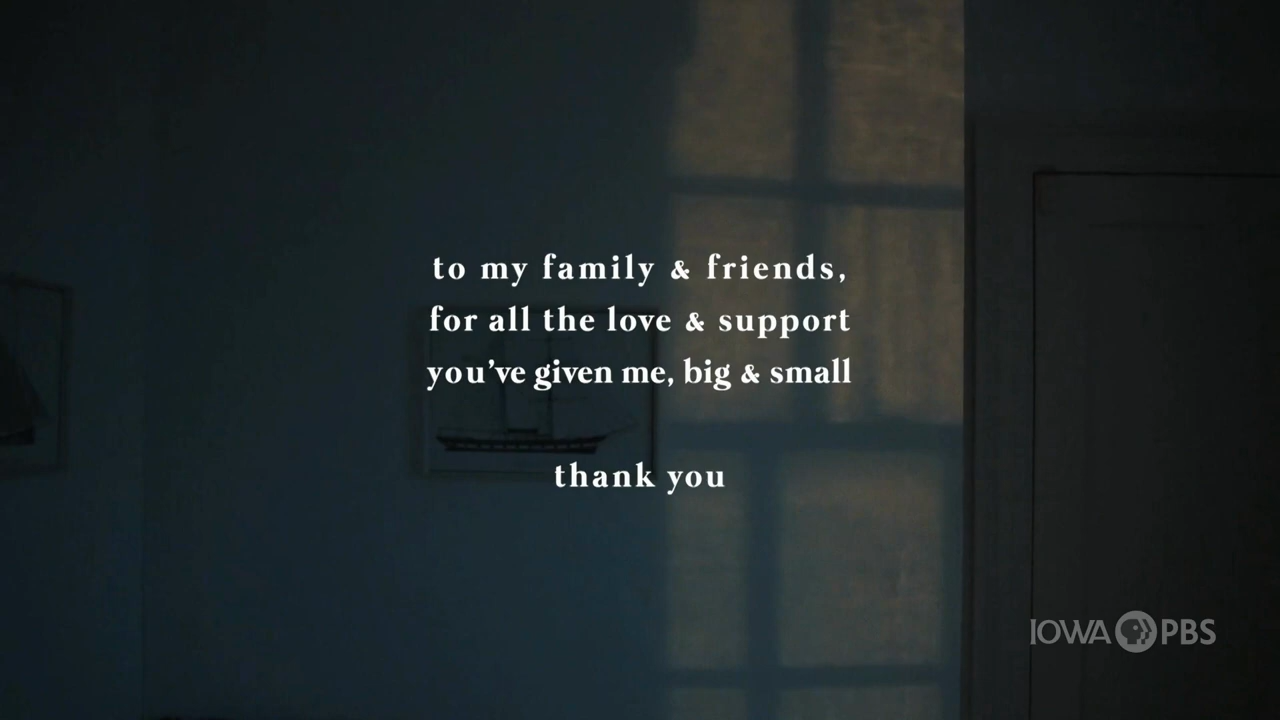 to my family & friends,
for all the love & support
you've given me, big & small
thank you
IOWA PBS